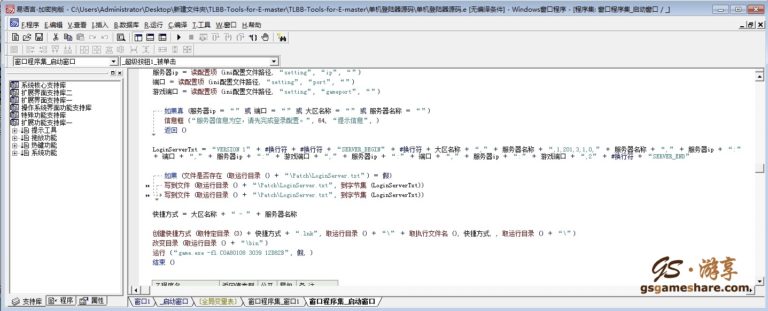 易语言 加密狗版 - C:\Users\Administrator\Desktop\新建文件夹\TLBB-Tools-for-E-master\TLBB-Tools-for-E-master\单机登陆器源码\单机登陆器源码.e [无编译条件] - Windows窗口程序 - [程序集: 窗口程序集_启动窗口 / _]
F.程序 E.编辑 V.查看 I.插入 B.数据库 R.运行 C.编译 T.工具 W.窗口 H.帮助
窗口程序集_启动窗口
_超级按钮1_被单击
系统核心支持库
扩展界面支持库二
扩展界面支持库一
操作系统界面功能支持库
特殊功能支持库
扩展功能支持库一
提示工具
热键功能
系统功能
服务器ip = 读配置项 (ini配置文件路径, “setting”, “ip”, “”)
端口 = 读配置项 (ini配置文件路径, “setting”, “port”, “”)
游戏端口 = 读配置项 (ini配置文件路径, “setting”, “gameport”, “”)
如果真 (服务器ip = “” 或 端口 = “” 或 大区名称 = “” 或 服务器名称 = “”)
信息框 (“服务器信息为空，请先完成登录配置。”, 64, “提示信息”, )
返回 ()
LoginServerTxt = “VERSION 1” + #换行符 + #换行符 + “SERVER_BEGIN” + #换行符 + 大区名称 + “,” + 服务器名称 + “,1,201,3,1,0,” + 服务器名称 + “,” + 服务器ip + “:”
+ 端口 + “,” + 服务器ip + “:” + 游戏端口 + “,” + 服务器ip + “:” + 端口 + “,” + 服务器ip + “:” + 端口 + “,” + 服务器ip + “:” + 游戏端口 + “,2” + #换行符 + “SERVER_END”
如果 (文件是否存在 (取运行目录 () + “\Patch\LoginServer.txt”) = 假)
写到文件 (取运行目录 () + “\Patch\LoginServer.txt”, 到字节集 (LoginServerTxt))
写到文件 (取运行目录 () + “\Patch\LoginServer.txt”, 到字节集 (LoginServerTxt))
快捷方式 = 大区名称 + “ - ” + 服务器名称
创建快捷方式 (取特定目录 (3) + 快捷方式 + “.lnk”, 取运行目录 () + “\” + 取执行文件名 (), 快捷方式, , 取运行目录 () + “\”)
改变目录 (取运行目录 () + “\bin”)
运行 (“game.exe -fl C0A80108 3039 12B62B”, 假, )
结束 ()
支持库 程序 属性
窗口1 _启动窗口 (全局变量表) 窗口程序集_窗口1 窗口程序集_启动窗口
GS·游享
gsgameshare.com